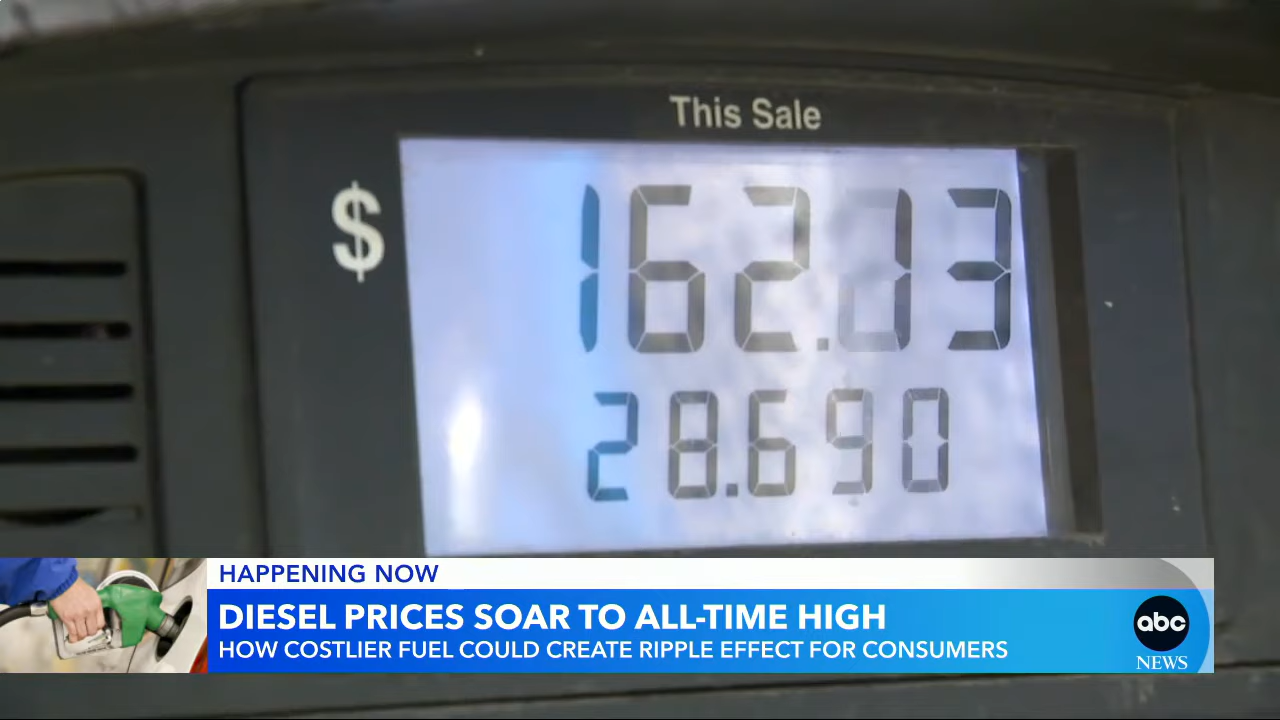 This Sale
$ 162.13
28.690
HAPPENING NOW
DIESEL PRICES SOAR TO ALL-TIME HIGH
HOW COSTLIER FUEL COULD CREATE RIPPLE EFFECT FOR CONSUMERS
abc
NEWS